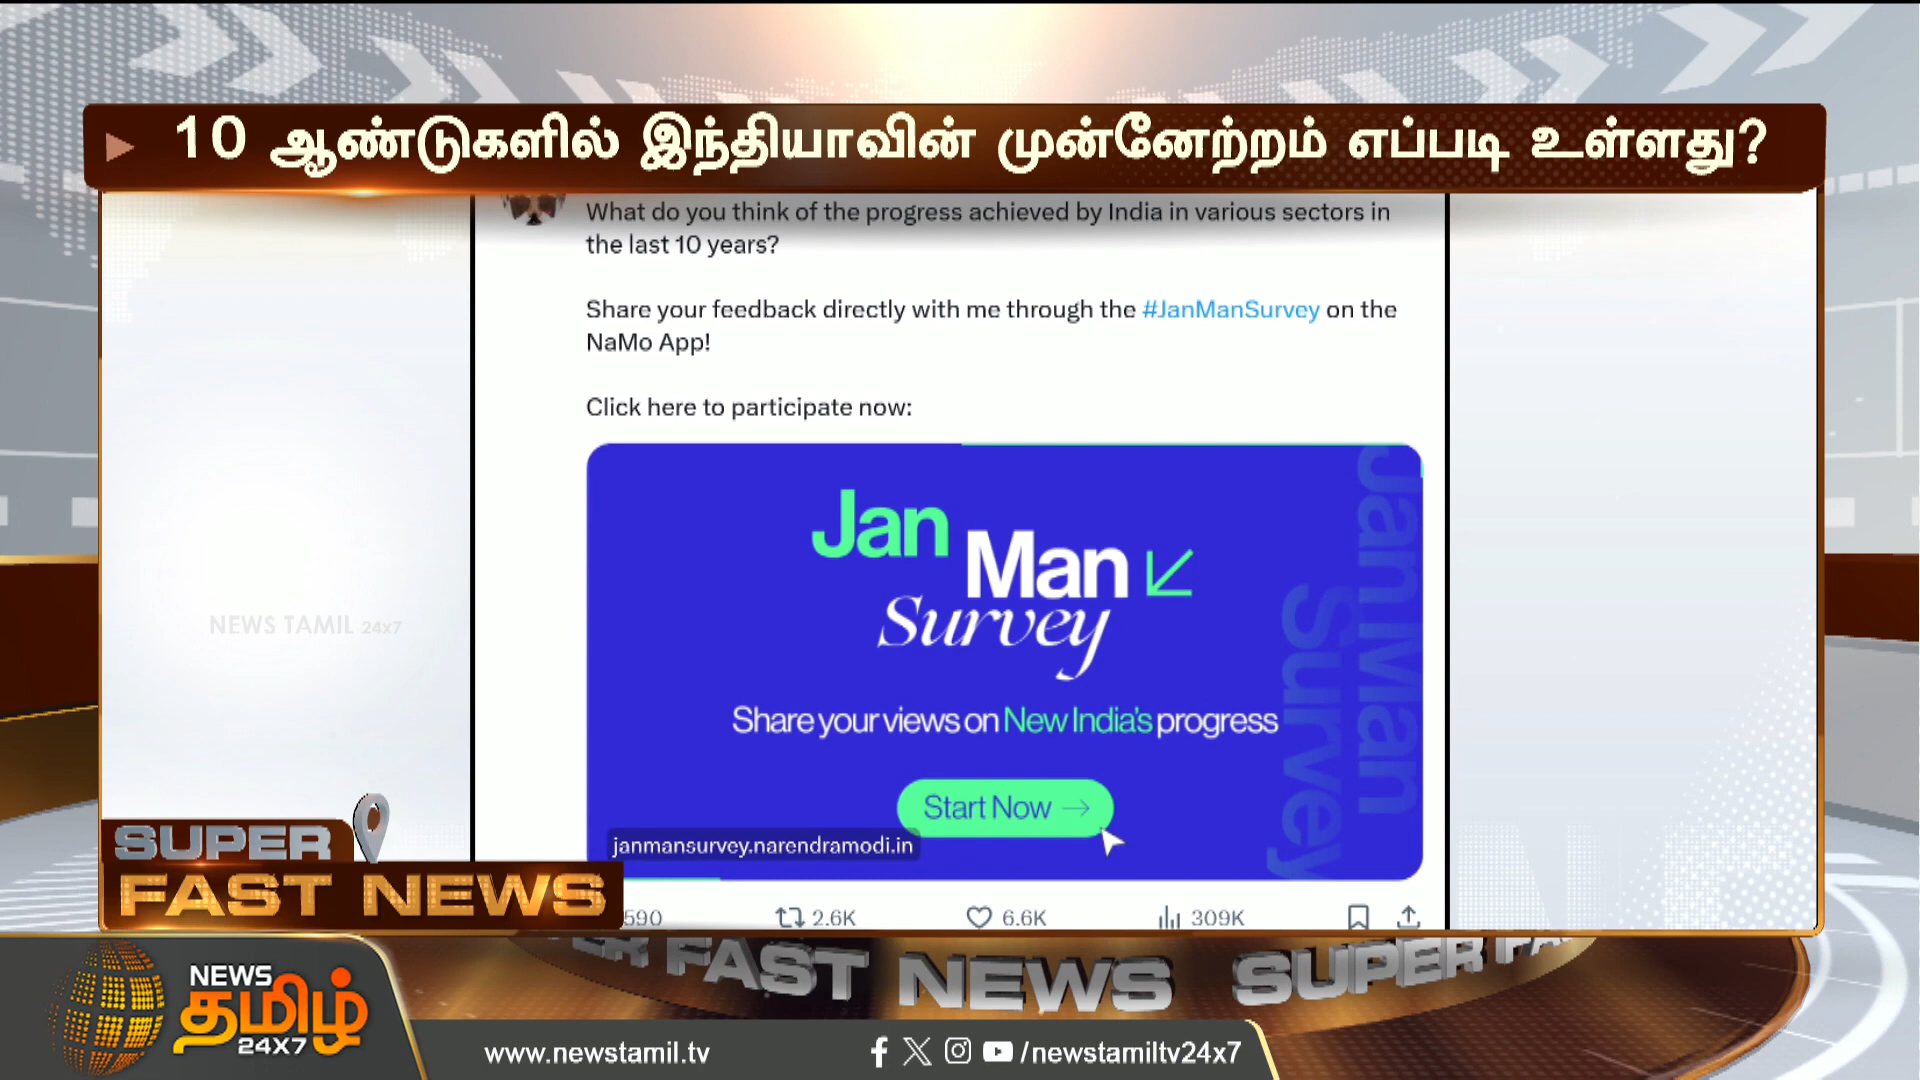 10 ஆண்டுகளில் இந்தியாவின் முன்னேற்றம் எப்படி உள்ளது?
What do you think of the progress achieved by India in various sectors in
the last 10 years?
Share your feedback directly with me through the #JanManSurvey on the
NaMo App!
Click here to participate now:
Jan
Man
Survey
JanMan
Survey
Share your views on New India's progress
Start Now
janmansurvey.narendramodi.in
590 2.6K 6.6K 309K
NEWS TAMIL 24x7
SUPER
FAST NEWS
FAST NEWS SUPER
NEWS
தமிழ்
24X7
www.newstamil.tv
/newstamiltv24x7